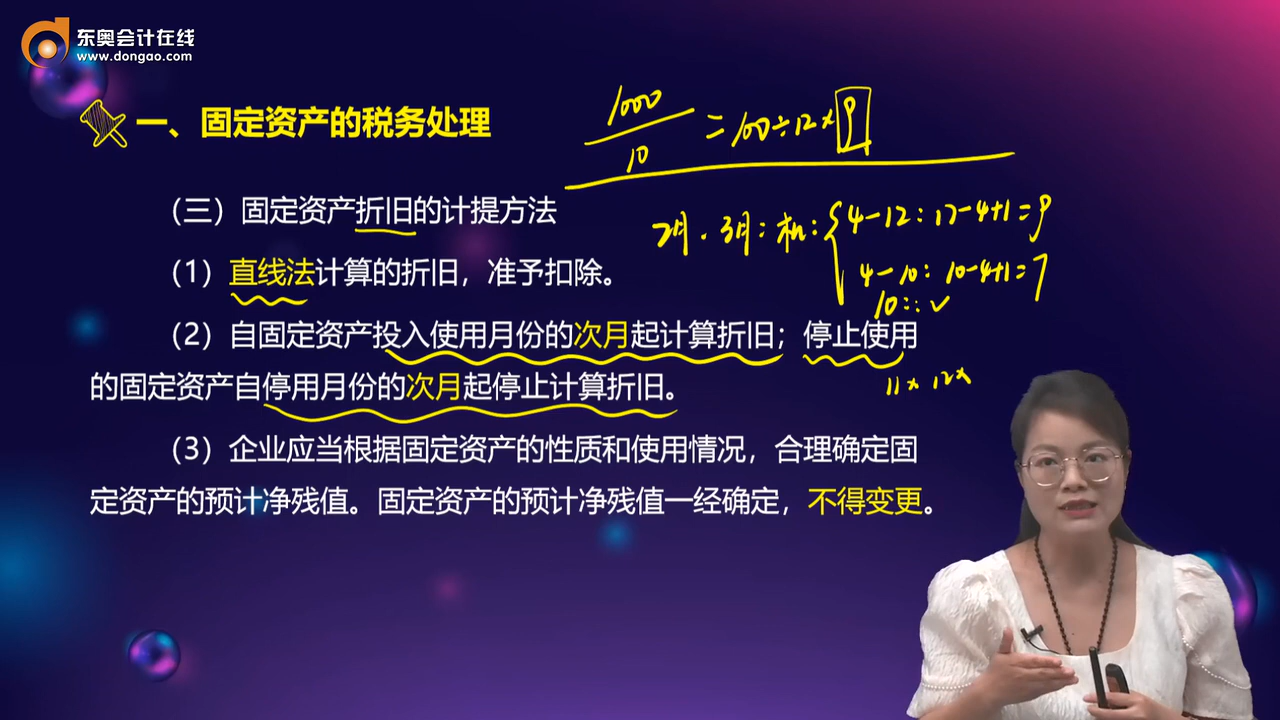 东奥会计在线
www.dongao.com
一、固定资产的税务处理
1000
10
=100÷12×9
（三）固定资产折旧的计提方法
2月．3月：机：
4-12：12-4+1=9
4-10：10-4+1=7
10：✓
（1）直线法计算的折旧，准予扣除。
（2）自固定资产投入使用月份的次月起计算折旧；停止使用
的固定资产自停用月份的次月起停止计算折旧。
11× 12×
（3）企业应当根据固定资产的性质和使用情况，合理确定固
定资产的预计净残值。固定资产的预计净残值一经确定，不得变更。